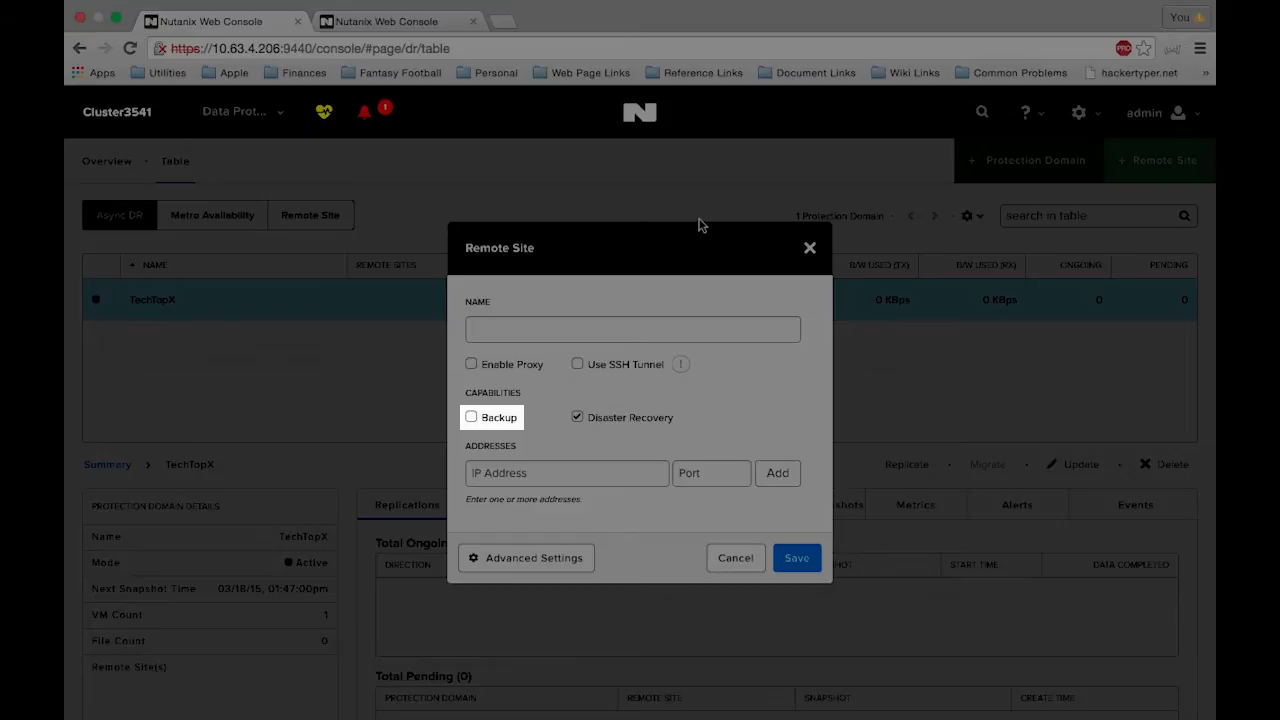 Nutanix Web Console
Nutanix Web Console
You
https://10.63.4.206:9440/console/#page/dr/table
PRO
Apps
Utilities
Apple
Finances
Fantasy Football
Personal
Web Page Links
Reference Links
Document Links
Wiki Links
Common Problems
hackertyper.net
»
Cluster3541
Data Prot...
1
N
?
admin
Overview · Table
+ Protection Domain
+ Remote Site
Async DR
Metro Availability
Remote Site
1 Protection Domain
search in table
NAME
REMOTE SITES
B/W USED (TX)
B/W USED (RX)
ONGOING
PENDING
TechTopX
0 KBps
0 KBps
0
0
Remote Site
NAME
Enable Proxy
Use SSH Tunnel
CAPABILITIES
Backup
Disaster Recovery
ADDRESSES
IP Address
Port
Add
Enter one or more addresses.
Advanced Settings
Cancel
Save
Summary > TechTopX
Replicate · Migrate · Update · Delete
PROTECTION DOMAIN DETAILS
Name TechTopX
Mode Active
Next Snapshot Time 03/18/15, 01:47:00pm
VM Count 1
File Count 0
Remote Site(s)
Replications
shots
Metrics
Alerts
Events
Total Ongo
DIRECTION
HOT
START TIME
DATA COMPLETED
Total Pending (0)
PROTECTION DOMAIN
REMOTE SITE
SNAPSHOT
CREATE TIME